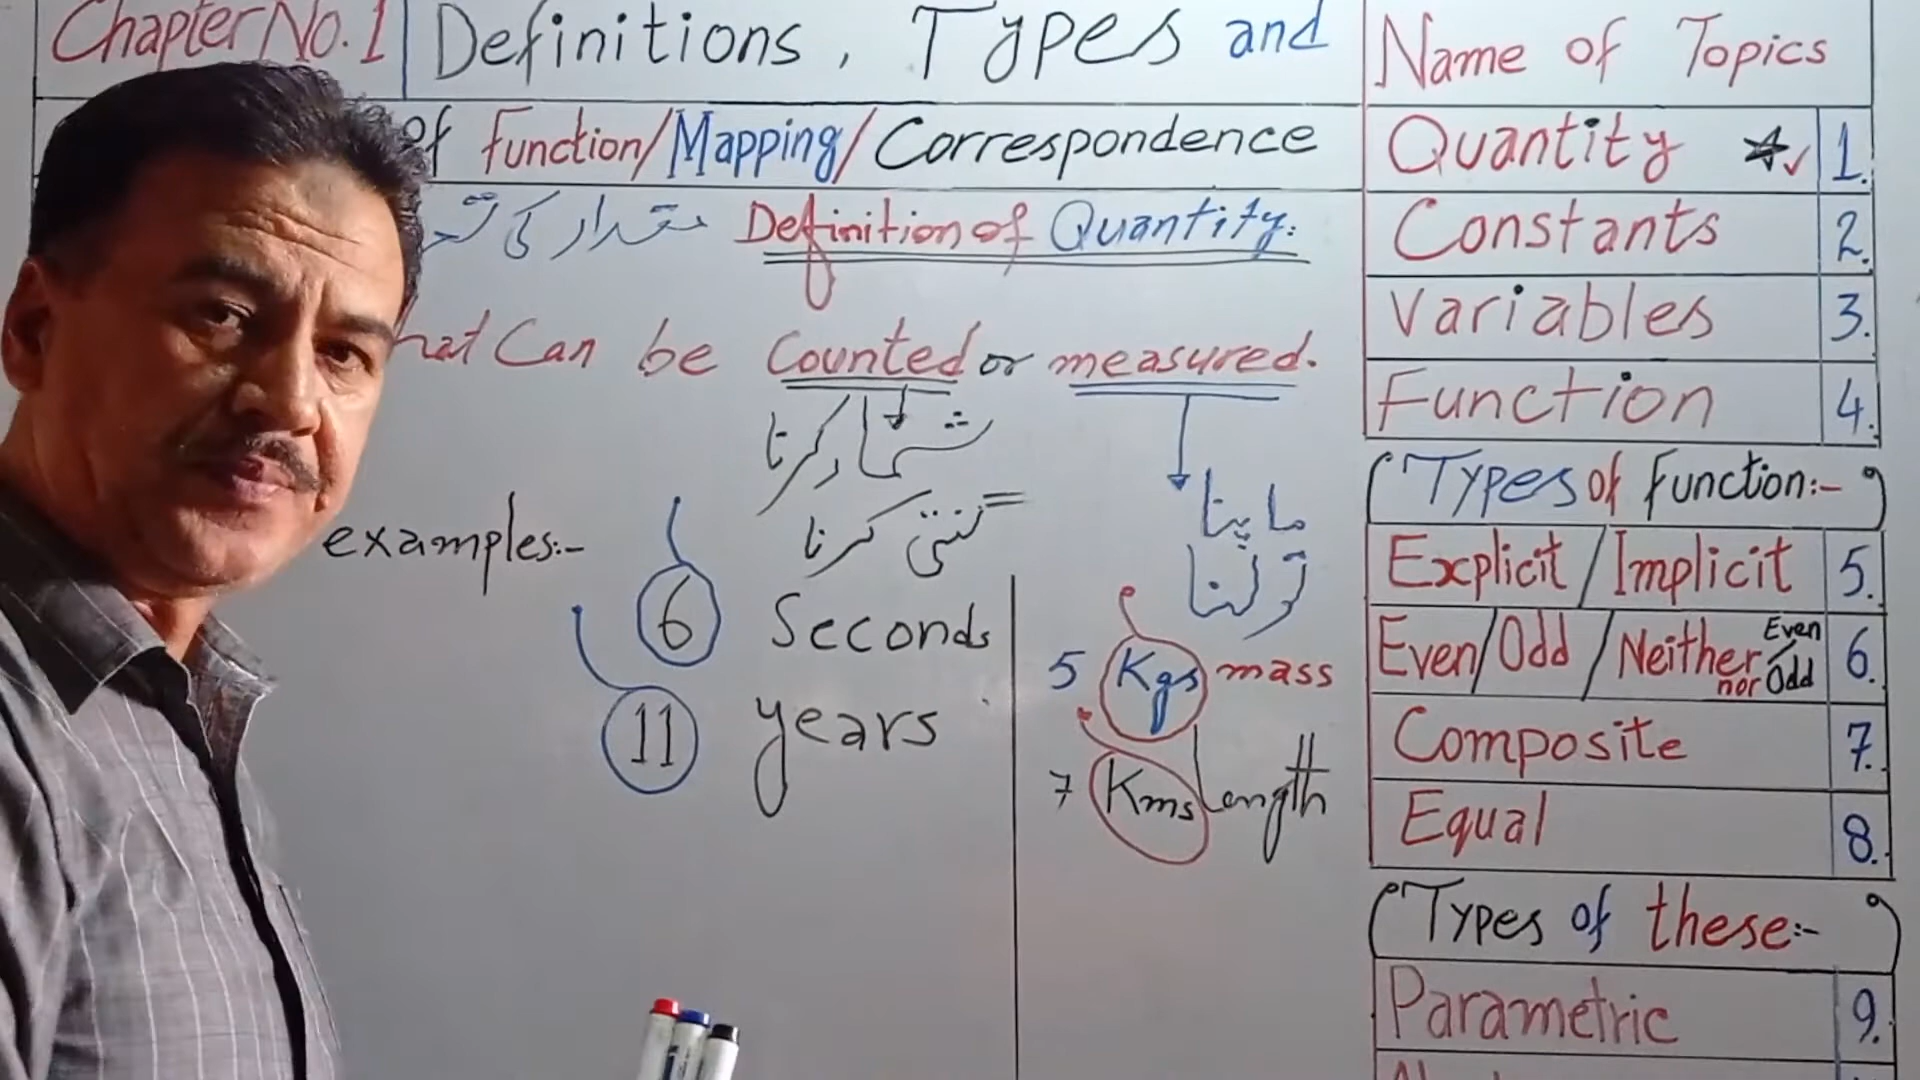 Chapter No. 1 Definitions, Types and
of Function/Mapping/Correspondence
مقدار کی Definition of Quantity:
hat Can be Counted or measured.
شمار کرنا
گنتی کرنا
ماپنا
تولنا
examples:-
6 Seconds
11 years
5 Kgs mass
7 Kms Length
Name of Topics
Quantity 1.
Constants 2.
Variables 3.
Function 4.
(Types of Function:-)
Explicit/Implicit 5.
Even/Odd/Neither Even nor Odd 6.
Composite 7.
Equal 8.
(Types of these:-)
Parametric 9.